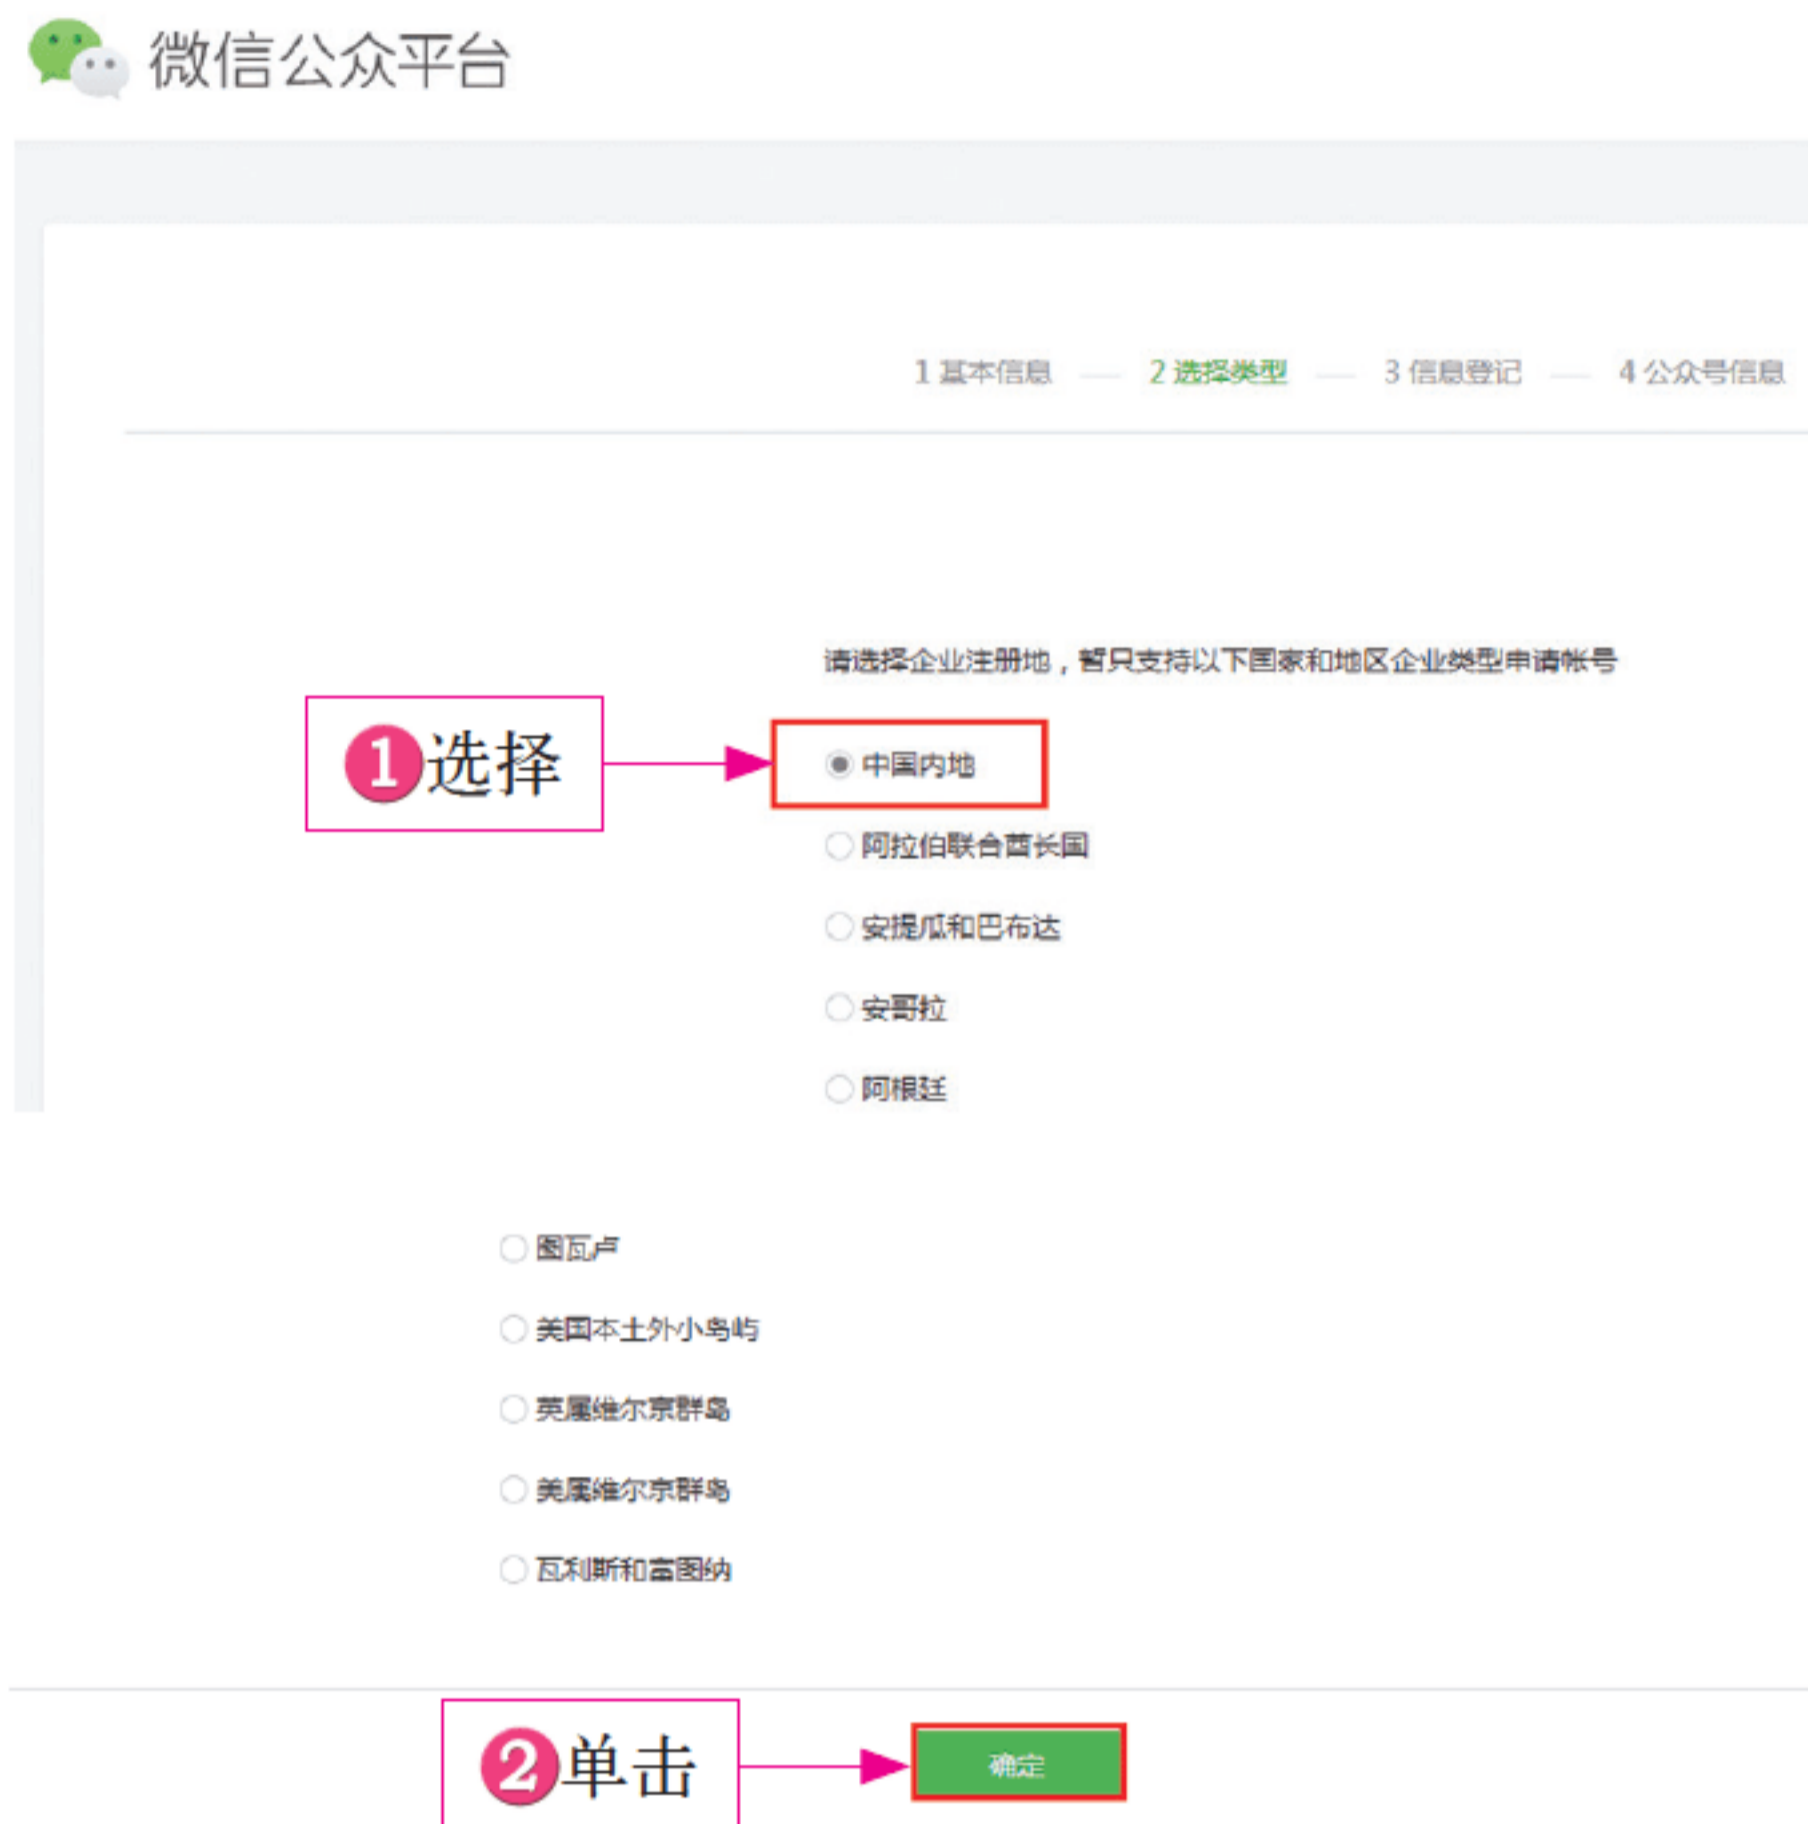 微信公众平台
1 基本信息 — 2 选择类型 — 3 信息登记 — 4 公众号信息
请选择企业注册地，暂只支持以下国家和地区企业类型申请帐号
1选择
中国内地
阿拉伯联合酋长国
安提瓜和巴布达
安哥拉
阿根廷
图瓦卢
美国本土外小岛屿
英属维尔京群岛
美属维尔京群岛
瓦利斯和富图纳
2单击
确定